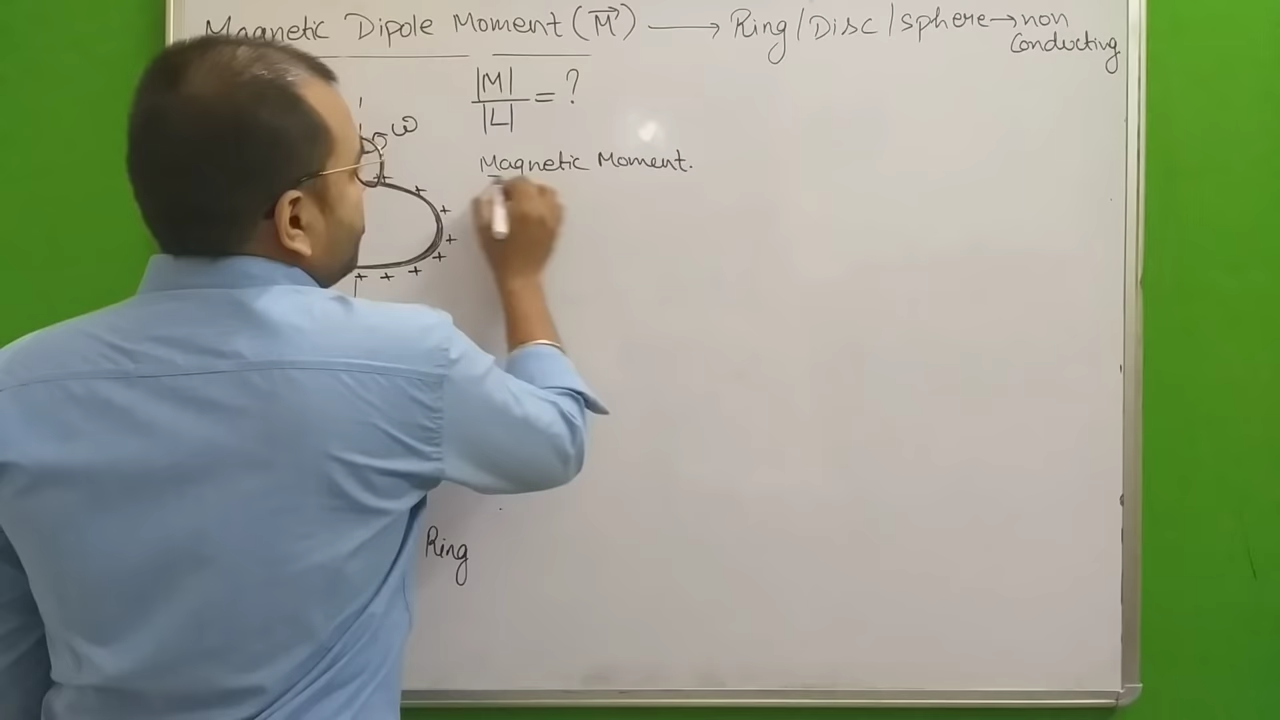 Magnetic Dipole Moment (M⃗) ⟶ Ring/Disc/sphere→non
Conducting
|M|
|L| = ?
ω
Magnetic Moment.
+ + + + + + + + +
Ring